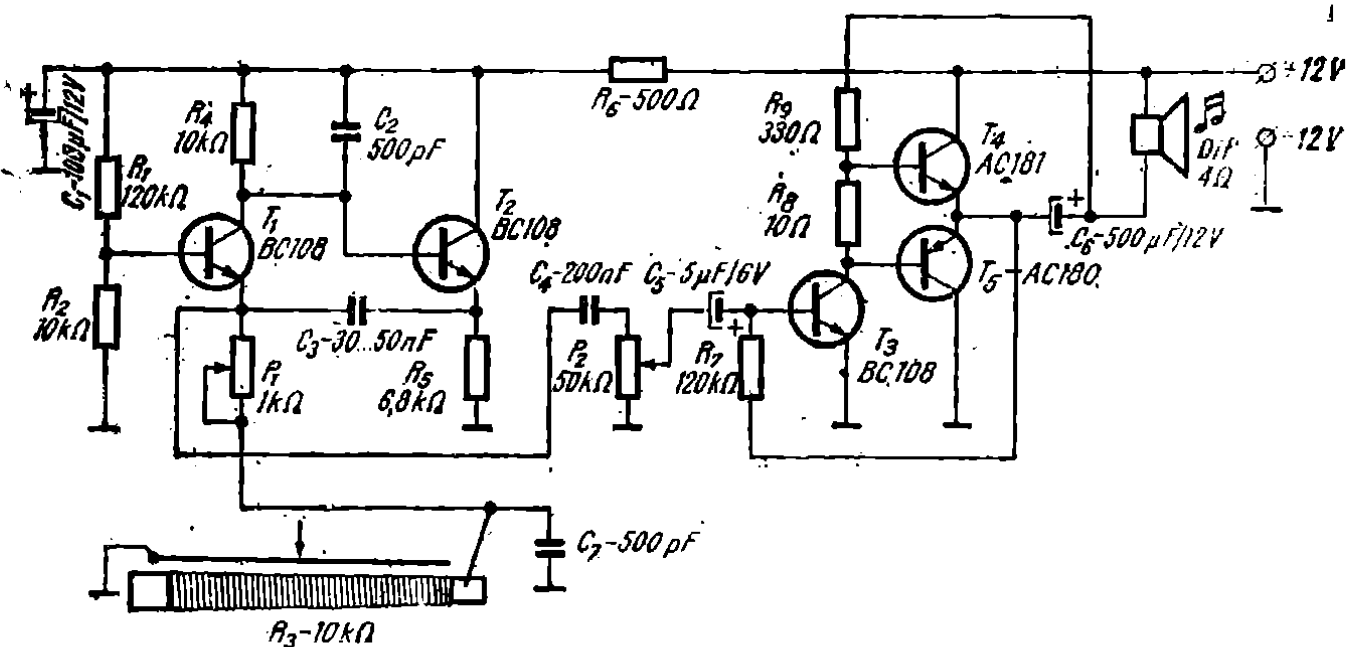 C₁-100µF/12V
R₁
120kΩ
R₂
10kΩ
R₄
10kΩ
C₂
500pF
T₁
BC108
T₂
BC108
C₃-30...50nF
P₁
1kΩ
R₅
6,8kΩ
R₆-500Ω
C₄-200nF
P₂
50kΩ
C₅-5µF/6V
R₇
120kΩ
R₉
330Ω
R₈
10Ω
T₃
BC108
T₄
AC181
T₅-AC180
C₆-500µF/12V
Dif
4Ω
+12V
-12V
C₇-500pF
R₃-10kΩ